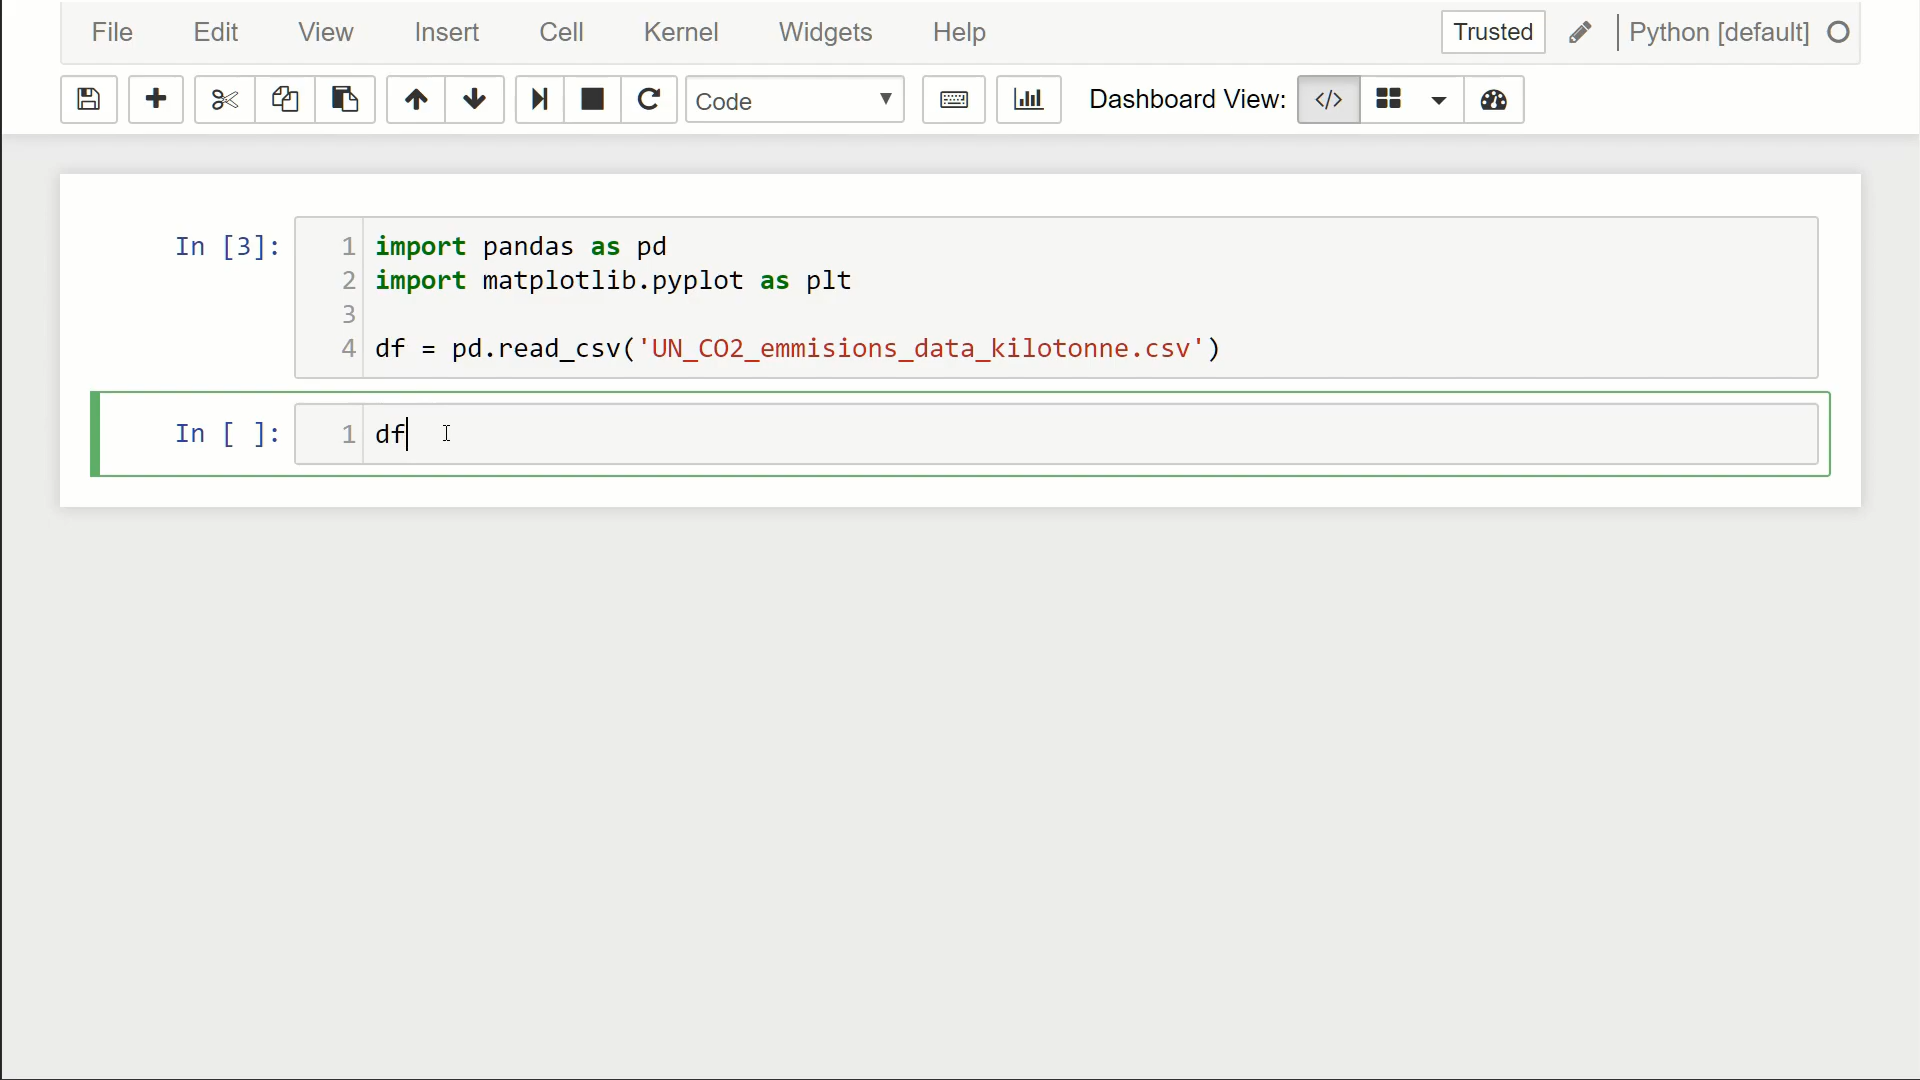 File Edit View Insert Cell Kernel Widgets Help Trusted Python [default]
Code Dashboard View: </>
In [3]:
1 import pandas as pd
2 import matplotlib.pyplot as plt
3
4 df = pd.read_csv('UN_CO2_emmisions_data_kilotonne.csv')
In [ ]:
1 df